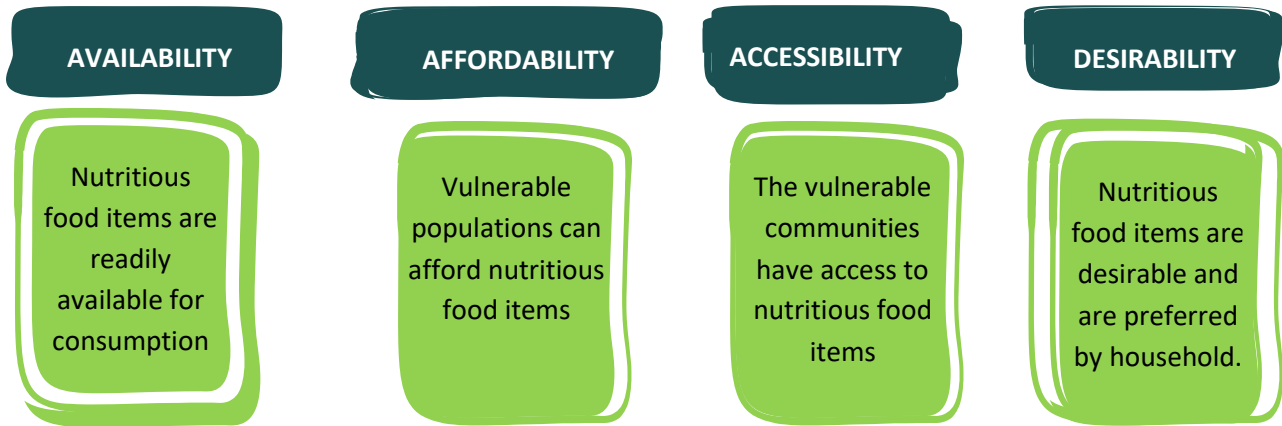 AVAILABILITY
Nutritious
food items are
readily
available for
consumption
AFFORDABILITY
Vulnerable
populations can
afford nutritious
food items
ACCESSIBILITY
The vulnerable
communities
have access to
nutritious food
items
DESIRABILITY
Nutritious
food items are
desirable and
are preferred
by household.